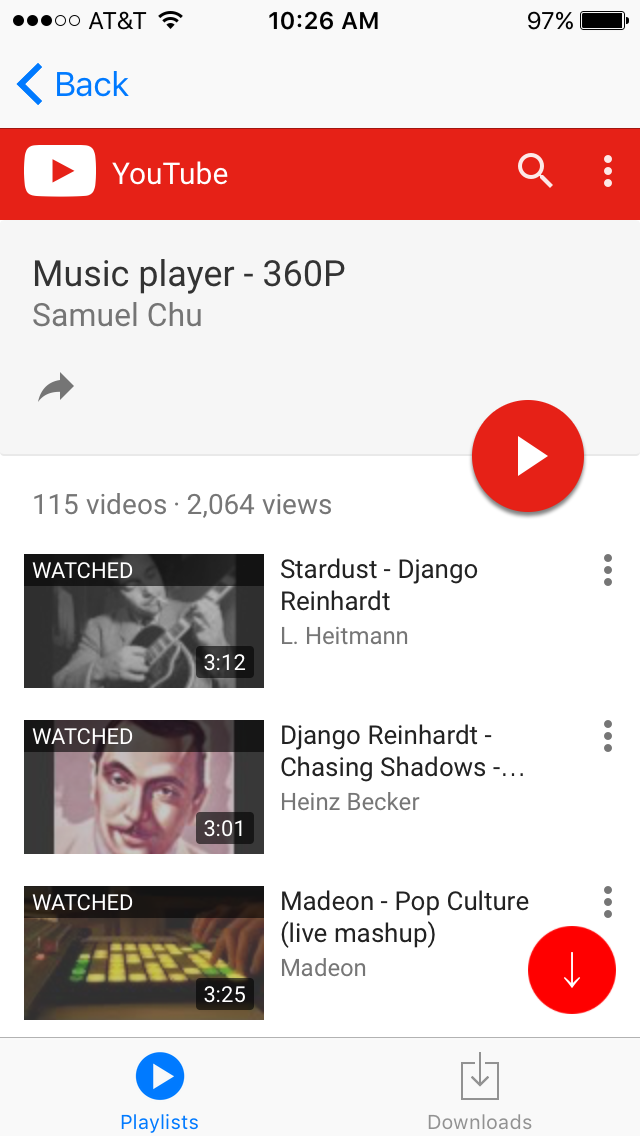 AT&T 10:26 AM 97%
Back
YouTube
Music player - 360P
Samuel Chu
115 videos · 2,064 views
WATCHED
3:12
Stardust - Django
Reinhardt
L. Heitmann
WATCHED
3:01
Django Reinhardt -
Chasing Shadows -…
Heinz Becker
WATCHED
3:25
Madeon - Pop Culture
(live mashup)
Madeon
Playlists Downloads